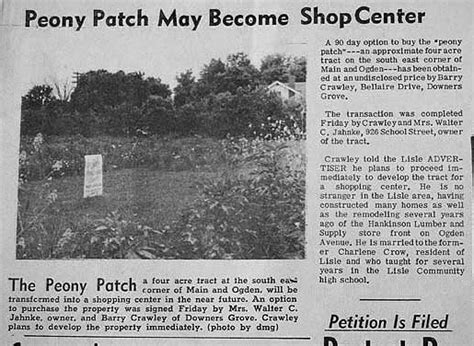 Peony Patch May Become Shop Center
A 90 day option to buy the "peony
patch"---an approximate four acre
tract on the south east corner of
Main and Ogden---has been obtain-
ed at an undisclosed price by Barry
Crawley, Bellaire Drive, Downers
Grove.
The transaction was completed
Friday by Crawley and Mrs. Walter
C. Jahnke, 926 School Street, owner
of the tract.
Crawley told the Lisle ADVER-
TISER he plans to proceed im-
mediately to develop the tract for
a shopping center. He is no
stranger in the Lisle area, having
constructed many homes as well
as the remodeling several years
ago of the Hankinson Lumber and
Supply store front on Ogden
Avenue. He is married to the form-
er Charlene Crow, resident of
Lisle and who taught for several
years in the Lisle Community
high school.
The Peony Patch a four acre tract at the south east
corner of Main and Ogden, will be
transformed into a shopping center in the near future. An option
to purchase the property was signed Friday by Mrs. Walter C.
Jahnke, owner, and Barry Crawley of Downers Grove. Crawley
plans to develop the property immediately. (photo by dmg)
Petition Is Filed